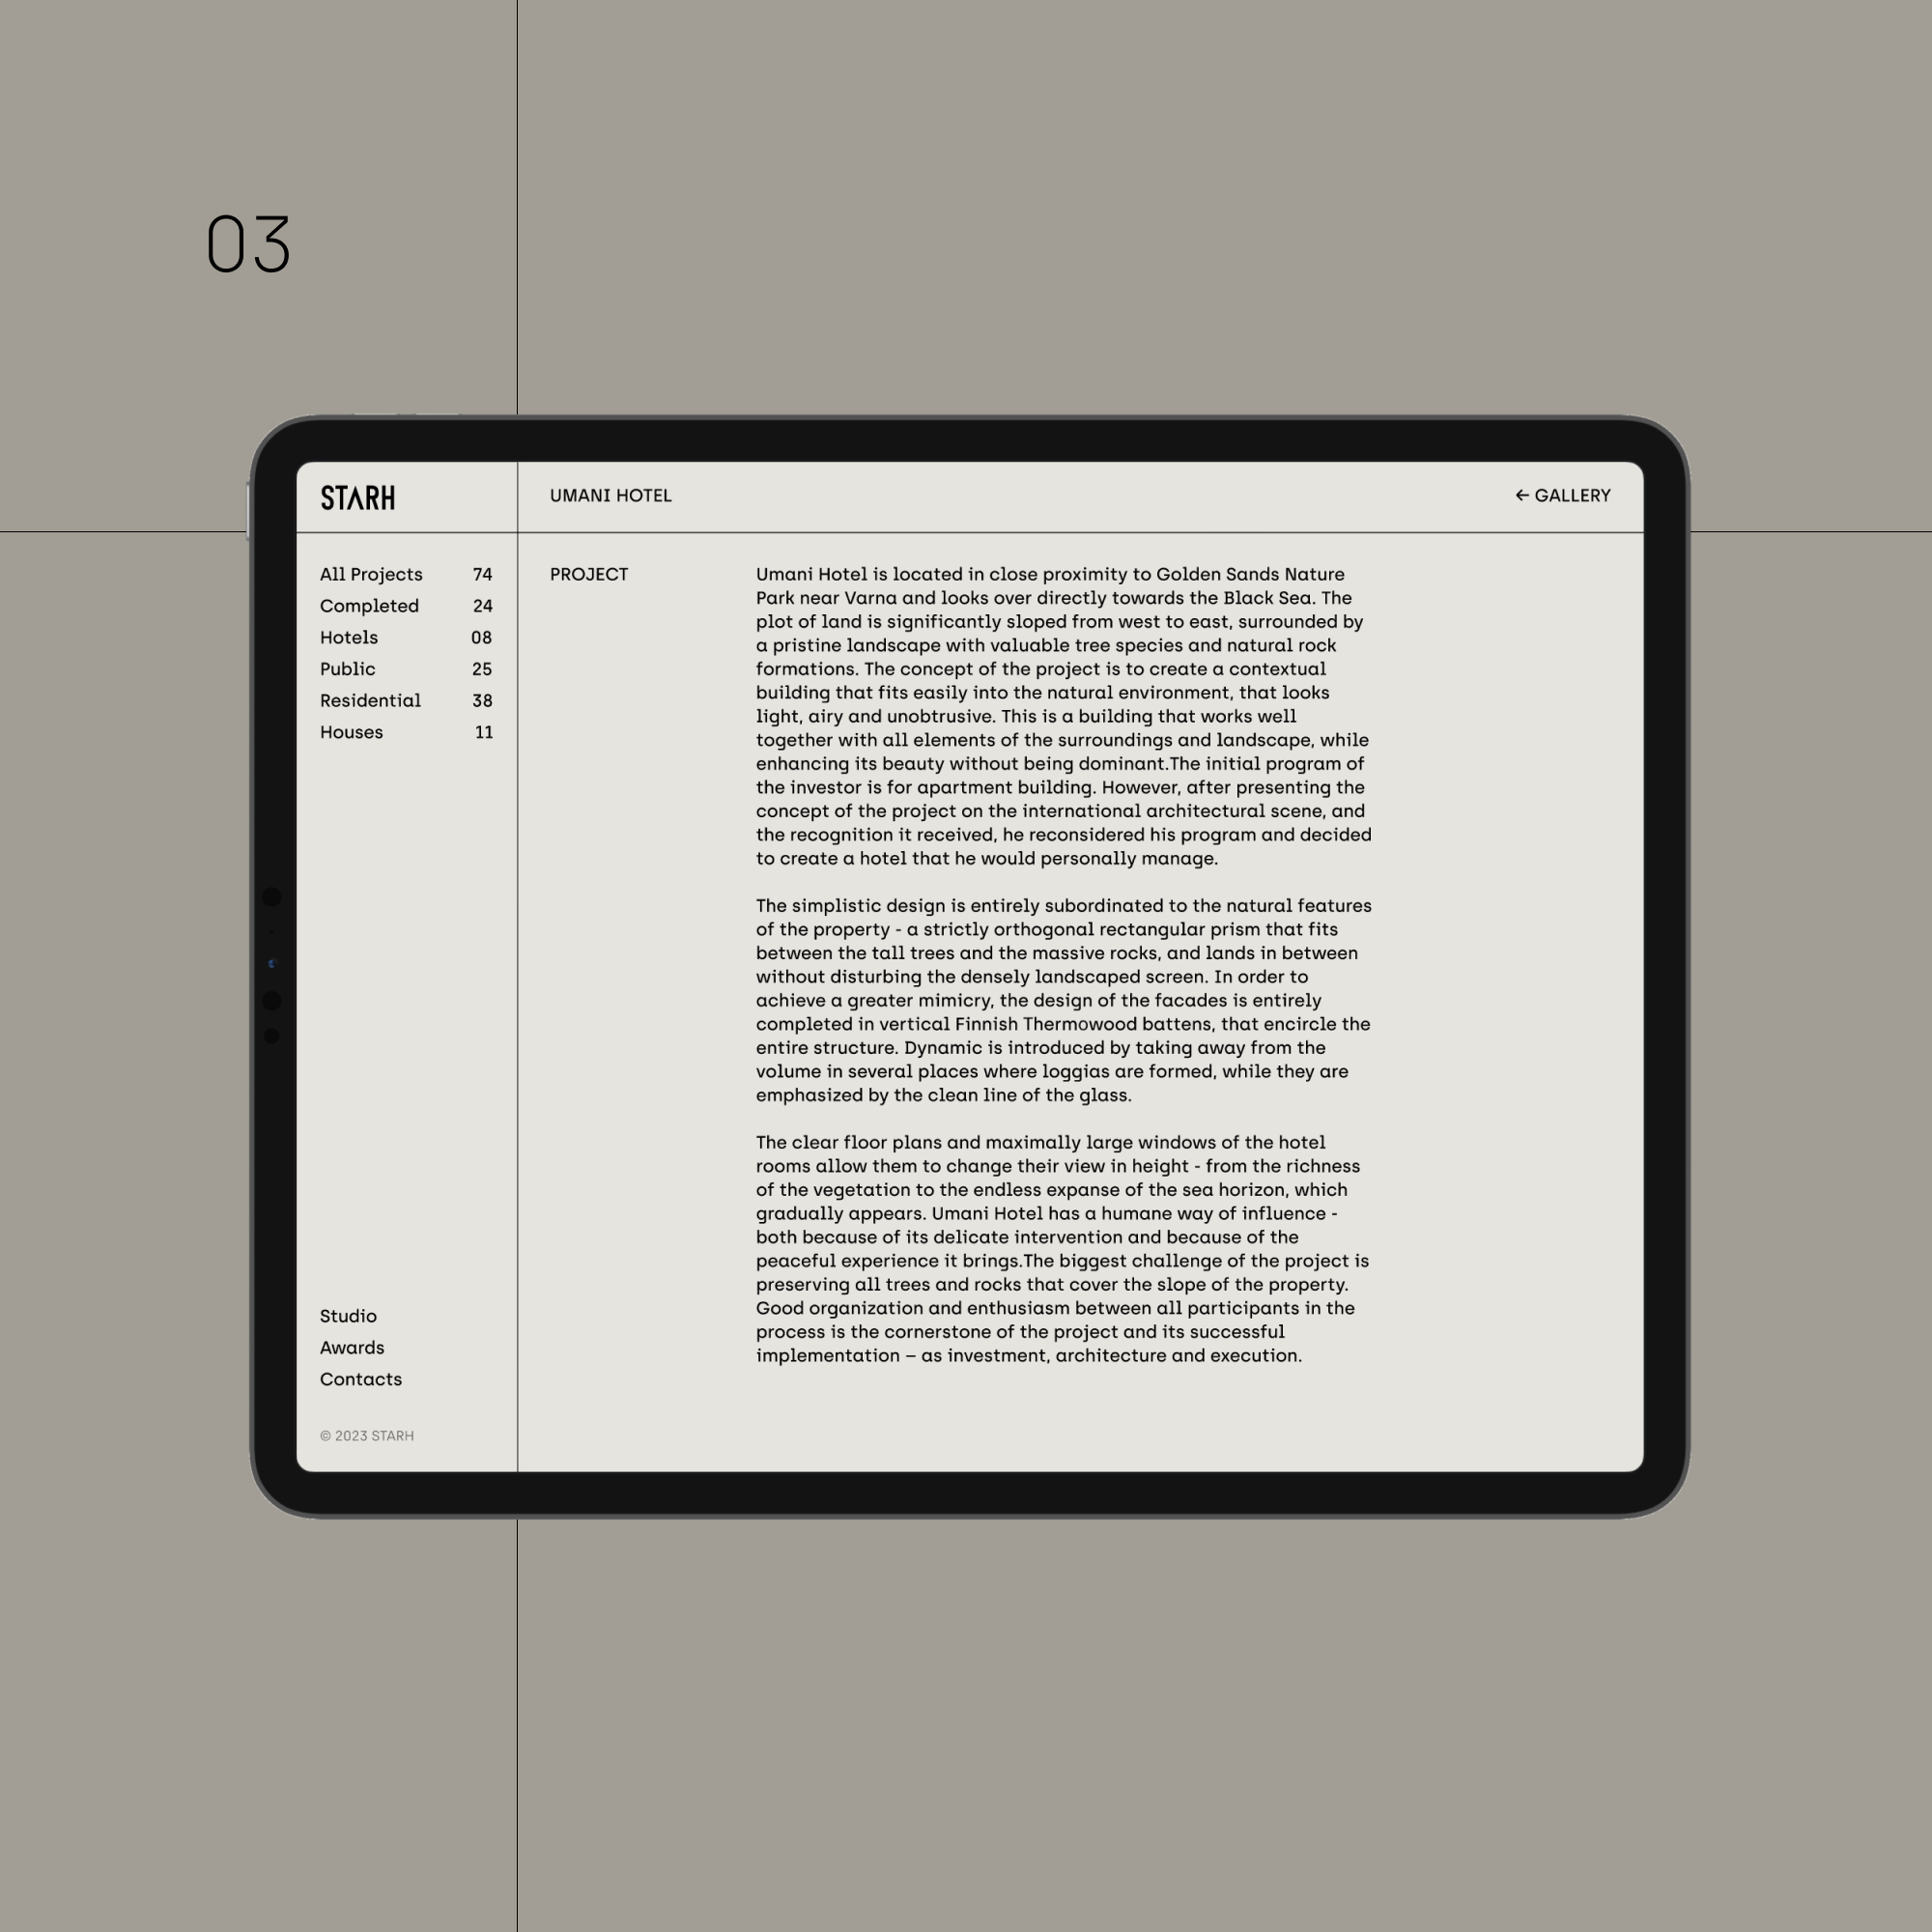 03
STARH
UMANI HOTEL
← GALLERY
All Projects 74
Completed 24
Hotels 08
Public 25
Residential 38
Houses 11
PROJECT
Umani Hotel is located in close proximity to Golden Sands Nature
Park near Varna and looks over directly towards the Black Sea. The
plot of land is significantly sloped from west to east, surrounded by
a pristine landscape with valuable tree species and natural rock
formations. The concept of the project is to create a contextual
building that fits easily into the natural environment, that looks
light, airy and unobtrusive. This is a building that works well
together with all elements of the surroundings and landscape, while
enhancing its beauty without being dominant.The initial program of
the investor is for apartment building. However, after presenting the
concept of the project on the international architectural scene, and
the recognition it received, he reconsidered his program and decided
to create a hotel that he would personally manage.
The simplistic design is entirely subordinated to the natural features
of the property - a strictly orthogonal rectangular prism that fits
between the tall trees and the massive rocks, and lands in between
without disturbing the densely landscaped screen. In order to
achieve a greater mimicry, the design of the facades is entirely
completed in vertical Finnish Thermowood battens, that encircle the
entire structure. Dynamic is introduced by taking away from the
volume in several places where loggias are formed, while they are
emphasized by the clean line of the glass.
The clear floor plans and maximally large windows of the hotel
rooms allow them to change their view in height - from the richness
of the vegetation to the endless expanse of the sea horizon, which
gradually appears. Umani Hotel has a humane way of influence -
both because of its delicate intervention and because of the
peaceful experience it brings.The biggest challenge of the project is
preserving all trees and rocks that cover the slope of the property.
Good organization and enthusiasm between all participants in the
process is the cornerstone of the project and its successful
implementation – as investment, architecture and execution.
Studio
Awards
Contacts
© 2023 STARH